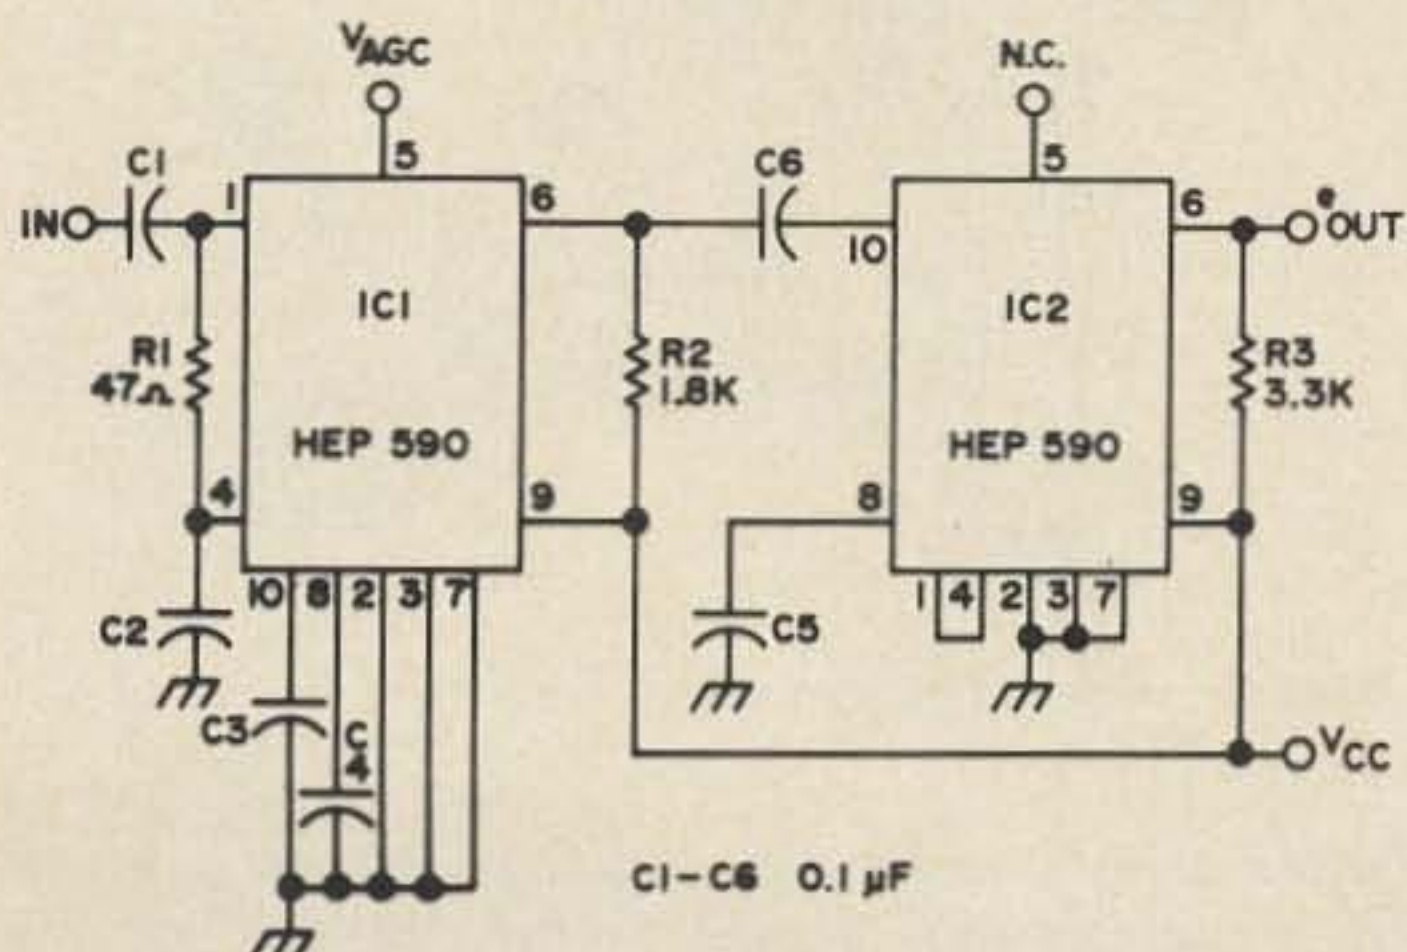 VAGC
N.C.
C1
5
C6
5
IN
1
6
10
6
eOUT
IC1
IC2
R1
47Ω
R2
1.8K
R3
3.3K
HEP 590
HEP 590
4
9
8
9
10 8 2 3 7
1 4 2 3 7
C2
C5
C3
C
4
VCC
C1-C6 0.1 µF